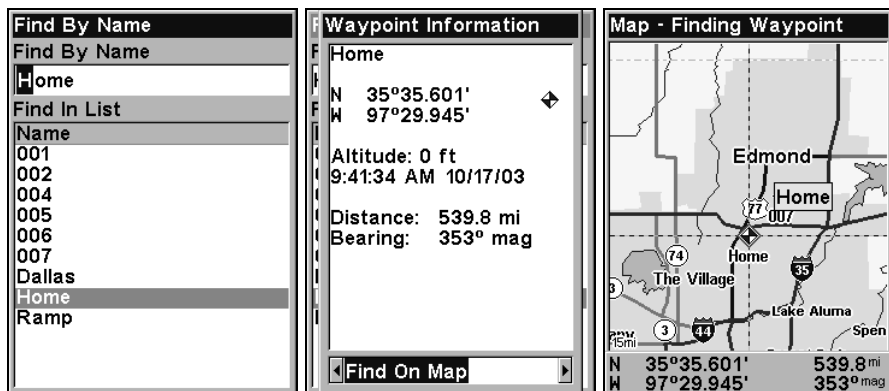 Find By Name
Find By Name
Home
Find In List
Name
001
002
004
005
006
007
Dallas
Home
Ramp
Waypoint Information
Home
N 35°35.601'
W 97°29.945'
Altitude: 0 ft
9:41:34 AM 10/17/03
Distance: 539.8 mi
Bearing: 353° mag
Find On Map
Map - Finding Waypoint
Edmond
Home
77
007
74
Home
35
The Village
3
Lake Aluma
3
44
Spen
15mi
N 35°35.601' 539.8 mi
W 97°29.945' 353° mag